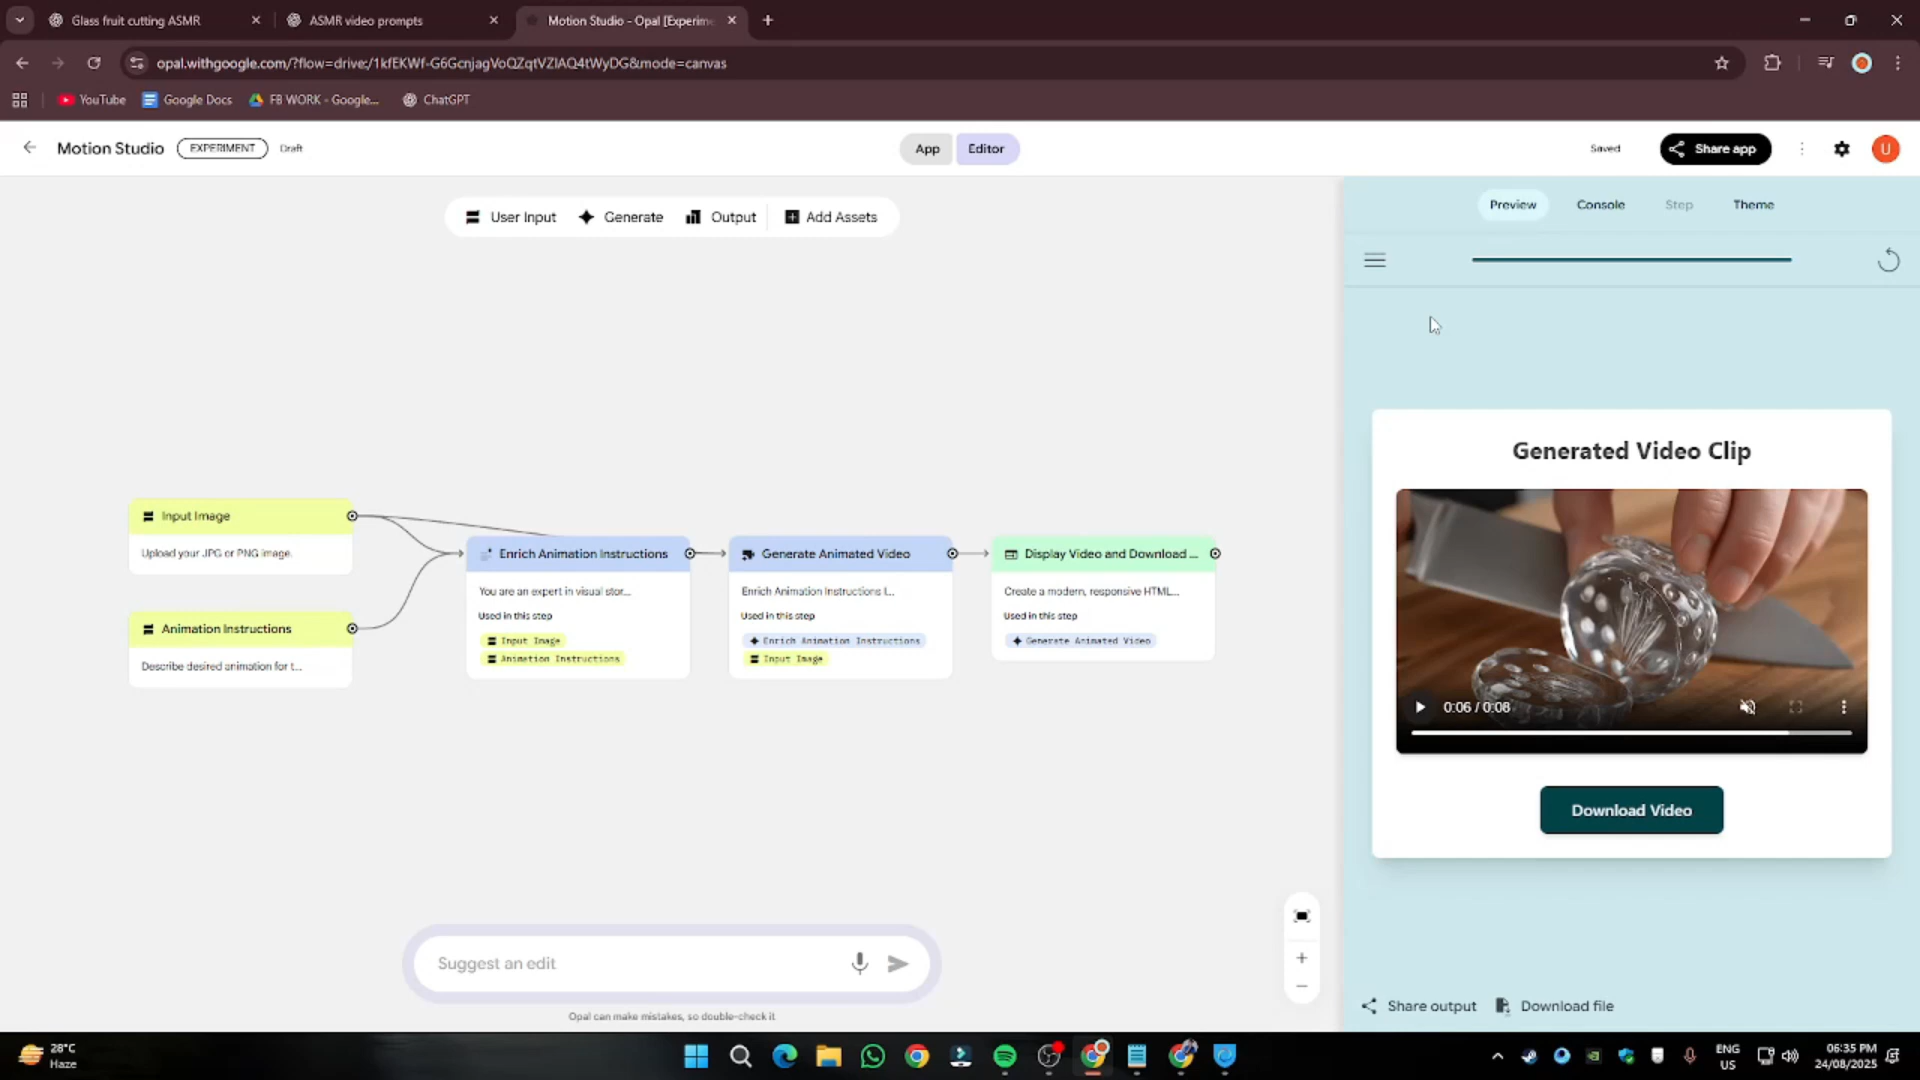 Glass fruit cutting ASMR
ASMR video prompts
Motion Studio - Opal [Experim
opal.withgoogle.com/?flow=drive:/1kfEKWf-G6GcnjagVoQZqtVZlAQ4tWyDG&mode=canvas
YouTube
Google Docs
FB WORK - Google...
ChatGPT
Motion Studio
EXPERIMENT
Draft
App
Editor
Saved
Share app
U
User Input
Generate
Output
Add Assets
Preview
Console
Step
Theme
Input Image
Upload your JPG or PNG image.
Animation Instructions
Describe desired animation for t...
Enrich Animation Instructions
You are an expert in visual stor...
Used in this step
Input Image
Animation Instructions
Generate Animated Video
Enrich Animation Instructions I...
Used in this step
Enrich Animation Instructions
Input Image
Display Video and Download ...
Create a modern, responsive HTML...
Used in this step
Generate Animated Video
Generated Video Clip
0:06 / 0:08
Download Video
Suggest an edit
Opal can make mistakes, so double-check it
Share output
Download file
28°C
Haze
ENG
US
06:35 PM
24/08/2025